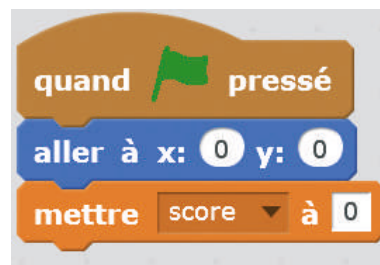 quand pressé
aller à x: 0 y: 0
mettre score à 0